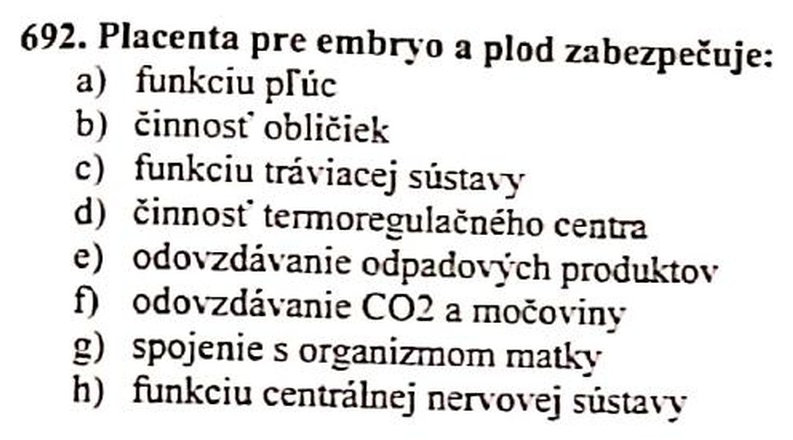 692. Placenta pre embryo a plod zabezpečuje:
a) funkciu pľúc
b) činnosť obličiek
c) funkciu tráviacej sústavy
d) činnosť termoregulačného centra
e) odovzdávanie odpadových produktov
f) odovzdávanie CO2 a močoviny
g) spojenie s organizmom matky
h) funkciu centrálnej nervovej sústavy